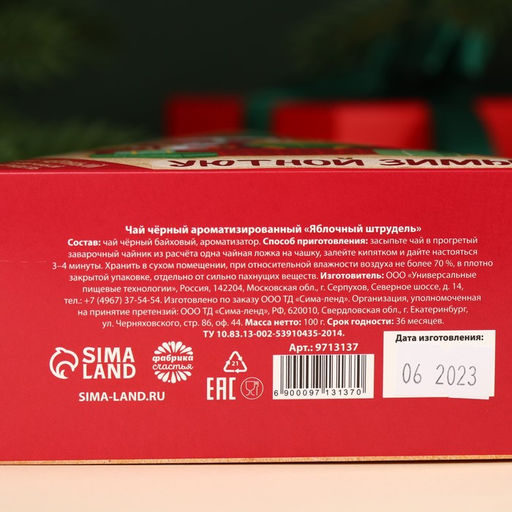 УЮТНОЙ ЗИМЫ
Чай чёрный ароматизированный «Яблочный штрудель»
Состав: чай чёрный байховый, ароматизатор. Способ приготовления: засыпьте чай в прогретый
заварочный чайник из расчёта одна чайная ложка на чашку, залейте кипятком и дайте настояться
3–4 минуты. Хранить в сухом помещении, при относительной влажности воздуха не более 70 %, в плотно
закрытой упаковке, отдельно от сильно пахнущих веществ. Изготовитель: ООО «Универсальные
пищевые технологии», Россия, 142204, Московская обл., г. Серпухов, Северное шоссе, д. 14,
тел.: +7 (4967) 37-54-54. Изготовлено по заказу ООО ТД «Сима-ленд». Организация, уполномоченная
на принятие претензий: ООО ТД «Сима-ленд», РФ, 620010, Свердловская обл., г. Екатеринбург,
ул. Черняховского, стр. 86, оф. 44. Масса нетто: 100 г. Срок годности: 36 месяцев.
ТУ 10.83.13-002-53910435-2014.
SIMA
LAND
SIMA-LAND.RU
фабрика
счастья
21
EAC
Арт.: 9713137
6 900097 131370
Дата изготовления:
06 2023